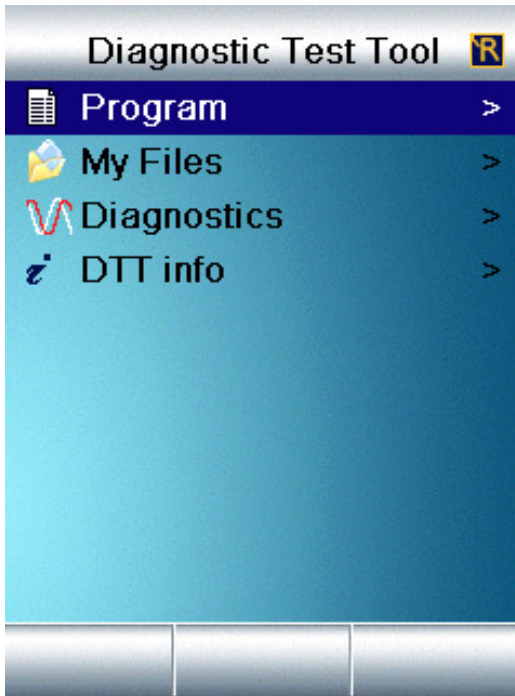 Diagnostic Test Tool R
Program >
My Files >
Diagnostics >
DTT info >